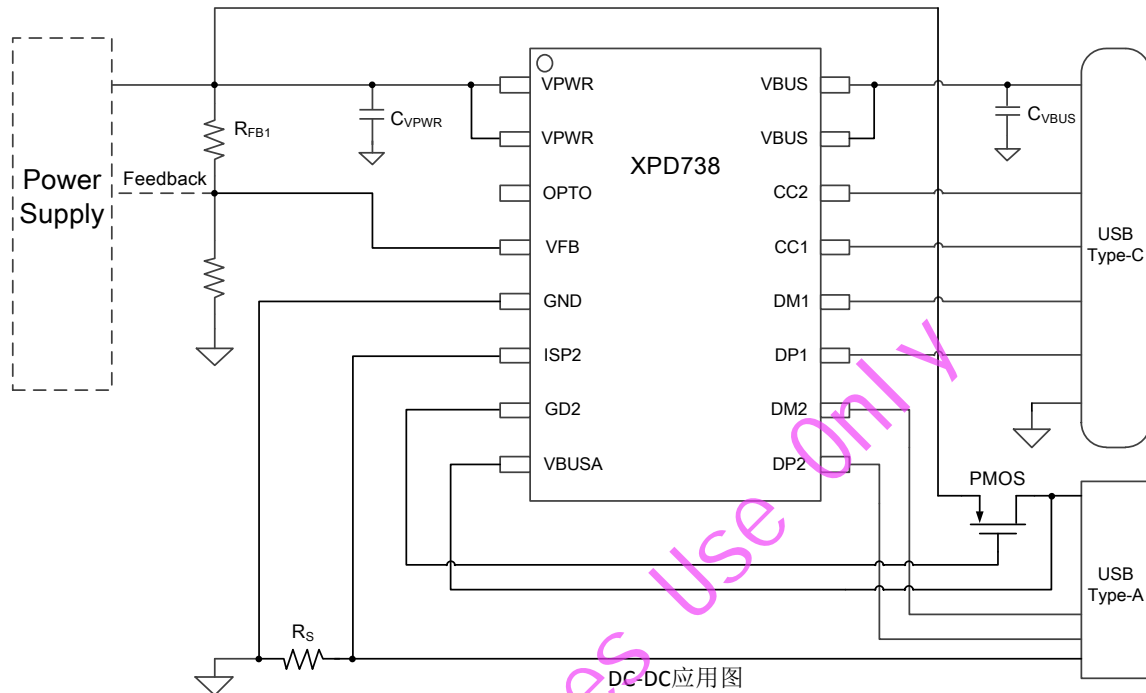 Power
Supply
Feedback
RFB1
CVPWR
XPD738
VPWR
VPWR
OPTO
VFB
GND
ISP2
GD2
VBUSA
VBUS
VBUS
CC2
CC1
DM1
DP1
DM2
DP2
CVBUS
USB
Type-C
PMOS
USB
Type-A
RS
DC-DC应用图
es Use Only